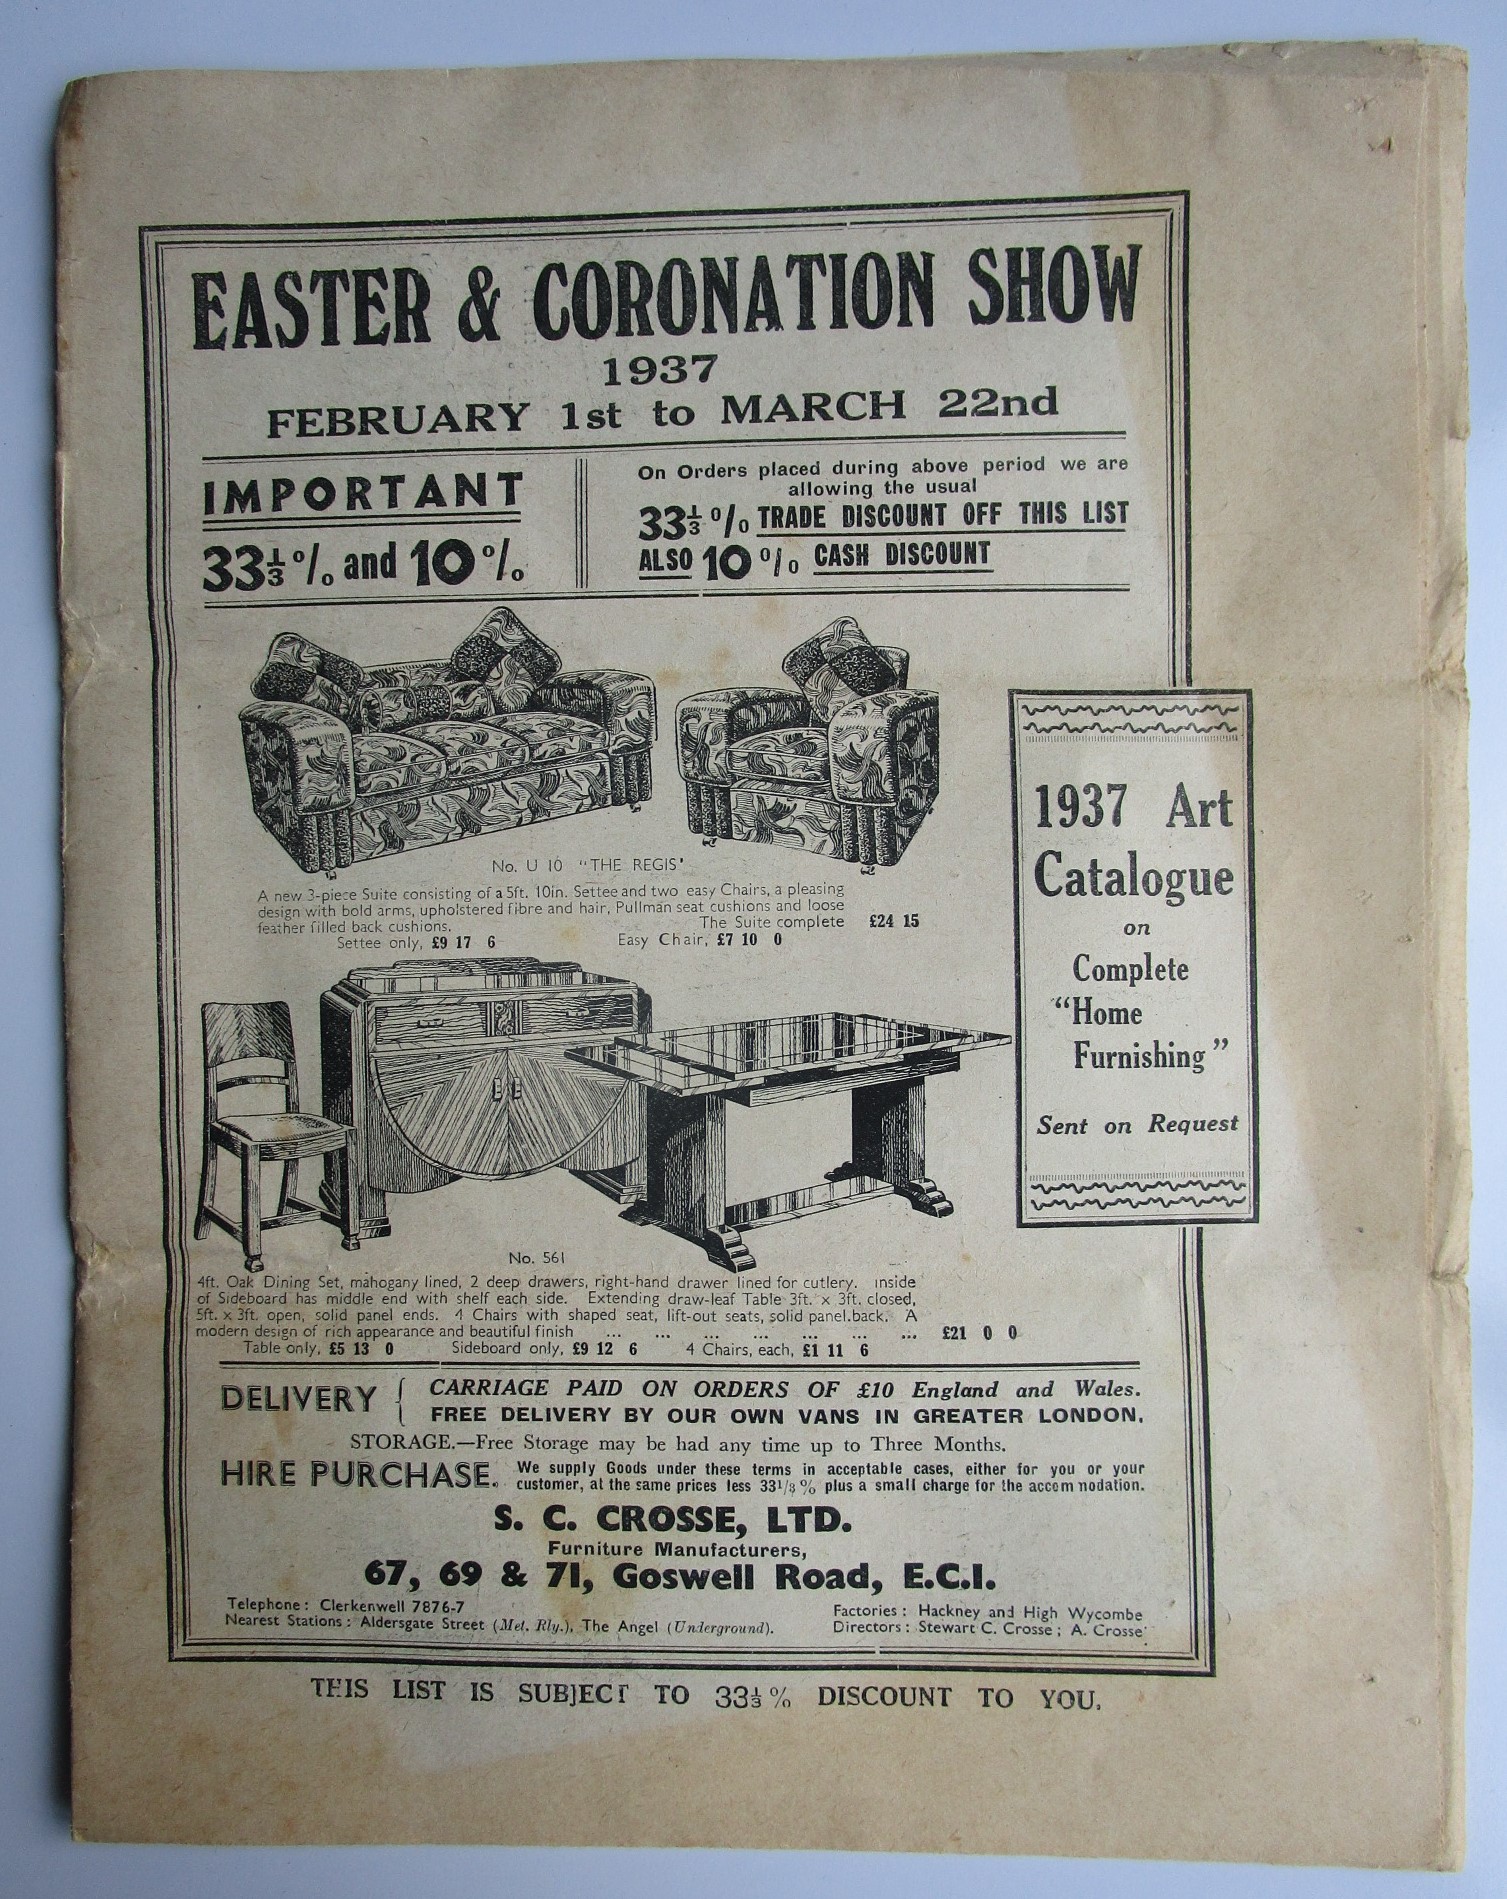 EASTER & CORONATION SHOW
1937
FEBRUARY 1st to MARCH 22nd
IMPORTANT
33⅓% and 10%
On Orders placed during above period we are
allowing the usual
33⅓% TRADE DISCOUNT OFF THIS LIST
ALSO 10% CASH DISCOUNT
No. U 10 "THE REGIS'
A new 3-piece Suite consisting of a 5ft. 10in. Settee and two easy Chairs, a pleasing
design with bold arms, upholstered fibre and hair, Pullman seat cushions and loose
feather filled back cushions. The Suite complete £24 15
Settee only, £9 17 6 Easy Chair, £7 10 0
1937 Art
Catalogue
on
Complete
"Home
Furnishing"
Sent on Request
No. 561
4ft. Oak Dining Set, mahogany lined, 2 deep drawers, right-hand drawer lined for cutlery. inside
of Sideboard has middle end with shelf each side. Extending draw-leaf Table 3ft. x 3ft. closed,
5ft. x 3ft. open, solid panel ends. 4 Chairs with shaped seat, lift-out seats, solid panel.back. A
modern design of rich appearance and beautiful finish ... ... ... ... ... ... ... £21 0 0
Table only, £5 13 0 Sideboard only, £9 12 6 4 Chairs, each, £1 11 6
DELIVERY { CARRIAGE PAID ON ORDERS OF £10 England and Wales.
FREE DELIVERY BY OUR OWN VANS IN GREATER LONDON.
STORAGE.—Free Storage may be had any time up to Three Months.
HIRE PURCHASE. We supply Goods under these terms in acceptable cases, either for you or your
customer, at the same prices less 33 1/3 % plus a small charge for the accom nodation.
S. C. CROSSE, LTD.
Furniture Manufacturers,
67, 69 & 71, Goswell Road, E.C.I.
Telephone: Clerkenwell 7876-7
Nearest Stations: Aldersgate Street (Met. Rly.), The Angel (Underground).
Factories: Hackney and High Wycombe
Directors: Stewart C. Crosse; A. Crosse
THIS LIST IS SUBJECT TO 33⅓% DISCOUNT TO YOU.